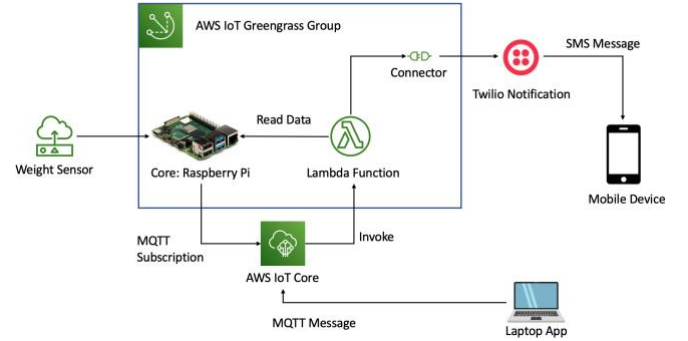 AWS IoT Greengrass Group
SMS Message
Connector
Twilio Notification
Read Data
Weight Sensor
Core: Raspberry Pi
Lambda Function
Mobile Device
MQTT
Subscription
Invoke
AWS IoT Core
MQTT Message
Laptop App